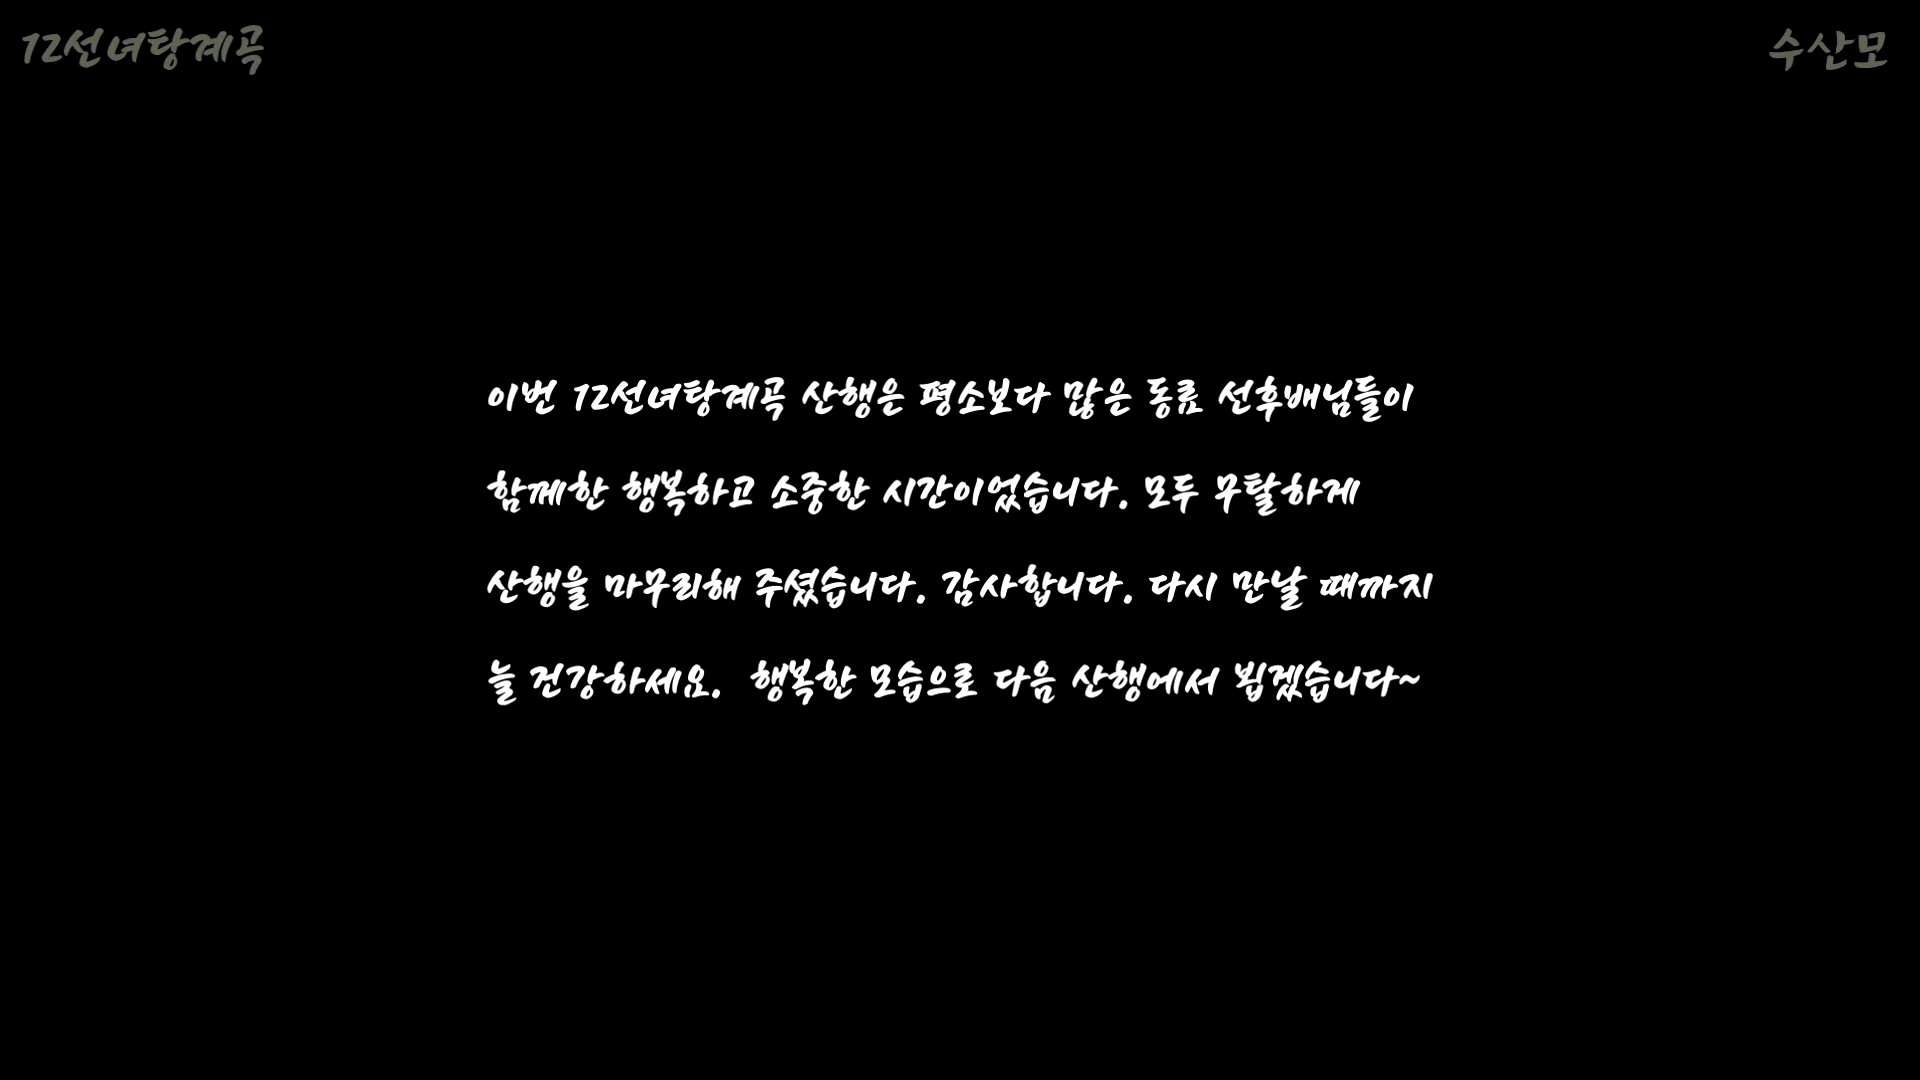 12선녀탕계곡
수산모
이번 12선녀탕계곡 산행은 평소보다 많은 동료 선후배님들이
함께한 행복하고 소중한 시간이었습니다. 모두 무탈하게
산행을 마무리해 주셨습니다. 감사합니다. 다시 만날 때까지
늘 건강하세요.  행복한 모습으로 다음 산행에서 뵙겠습니다~